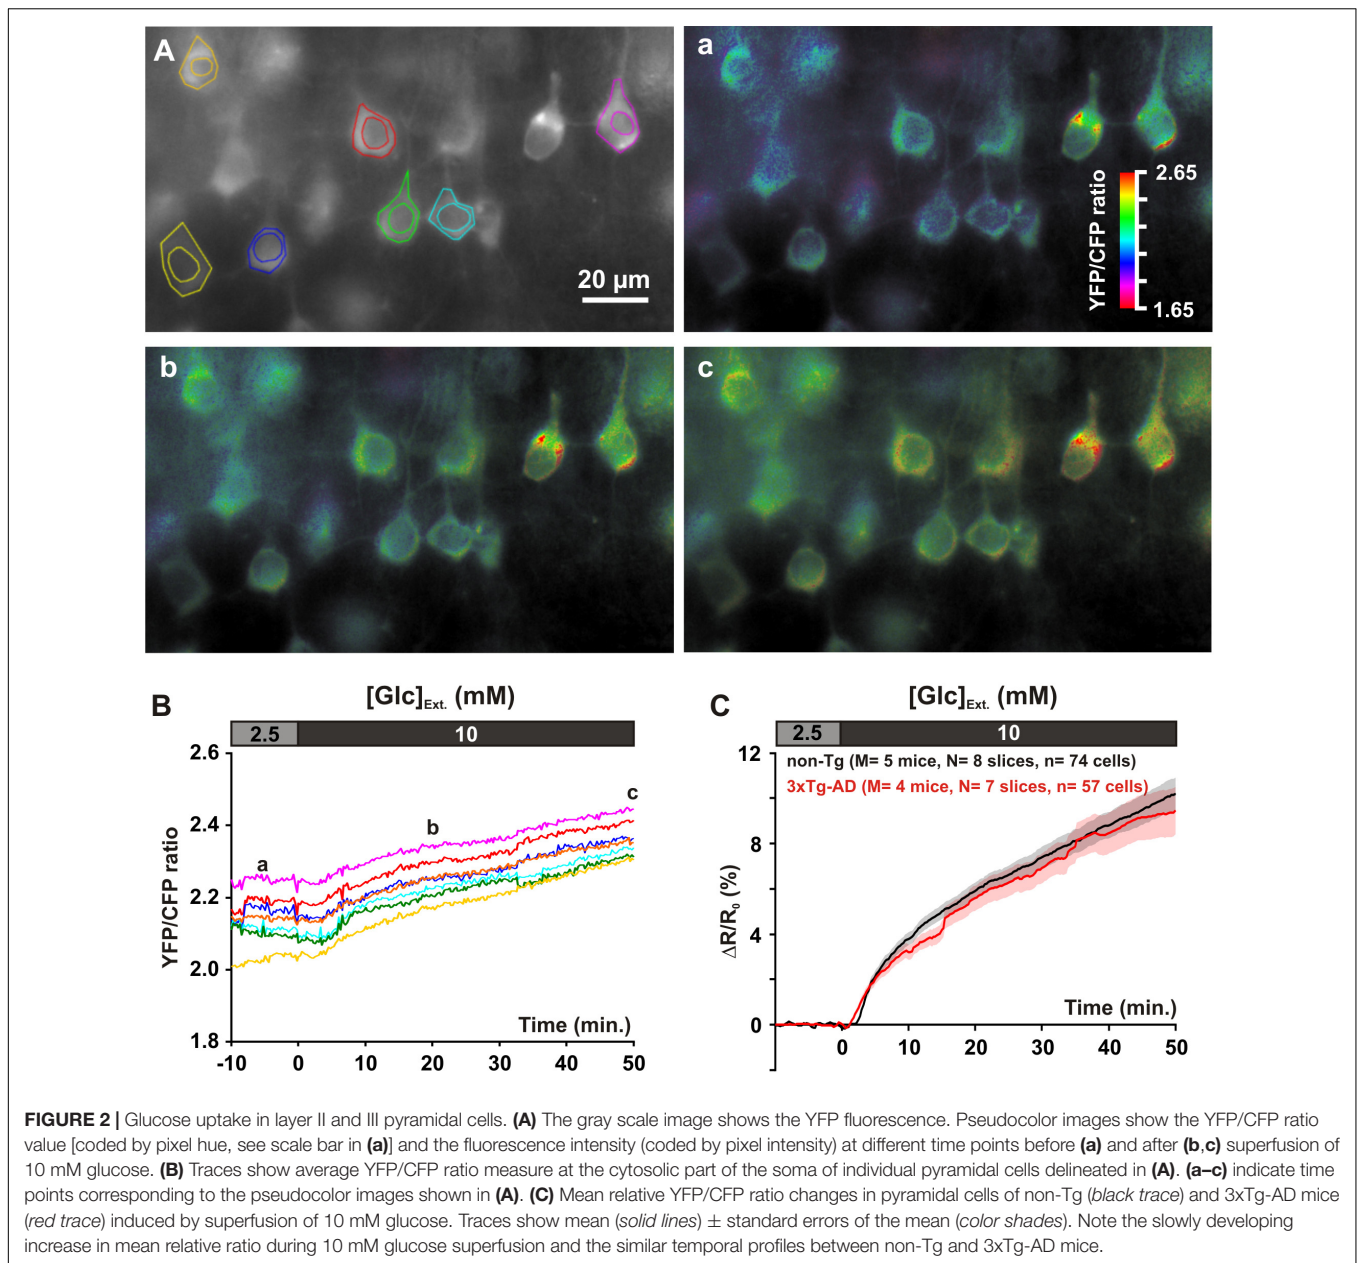 A
20 µm
a
YFP/CFP ratio
2.65
1.65
b
c
B
[Glc]Ext. (mM)
2.5
10
2.6
2.4
2.2
2.0
1.8
YFP/CFP ratio
a
b
c
Time (min.)
-10
0
10
20
30
40
50
C
[Glc]Ext. (mM)
2.5
10
12
8
4
0
ΔR/R0 (%)
non-Tg (M= 5 mice, N= 8 slices, n= 74 cells)
3xTg-AD (M= 4 mice, N= 7 slices, n= 57 cells)
Time (min.)
0
10
20
30
40
50
FIGURE 2 | Glucose uptake in layer II and III pyramidal cells. (A) The gray scale image shows the YFP fluorescence. Pseudocolor images show the YFP/CFP ratio
value [coded by pixel hue, see scale bar in (a)] and the fluorescence intensity (coded by pixel intensity) at different time points before (a) and after (b,c) superfusion of
10 mM glucose. (B) Traces show average YFP/CFP ratio measure at the cytosolic part of the soma of individual pyramidal cells delineated in (A). (a–c) indicate time
points corresponding to the pseudocolor images shown in (A). (C) Mean relative YFP/CFP ratio changes in pyramidal cells of non-Tg (black trace) and 3xTg-AD mice
(red trace) induced by superfusion of 10 mM glucose. Traces show mean (solid lines) ± standard errors of the mean (color shades). Note the slowly developing
increase in mean relative ratio during 10 mM glucose superfusion and the similar temporal profiles between non-Tg and 3xTg-AD mice.